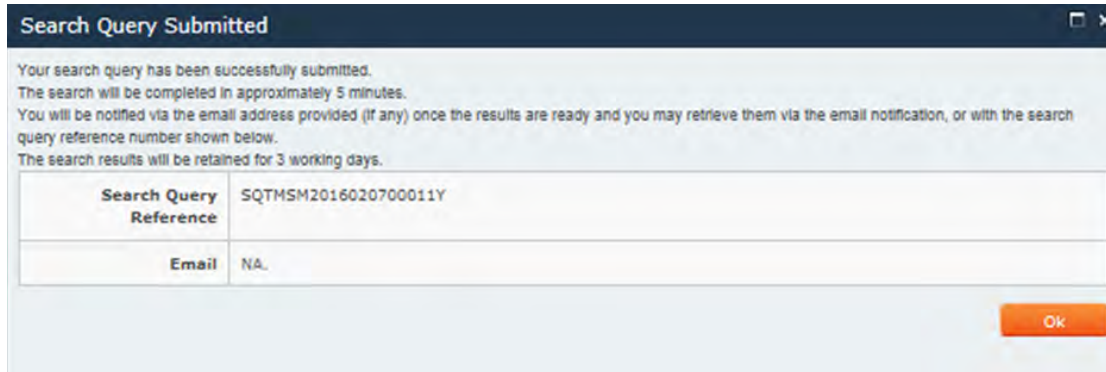 Search Query Submitted
Your search query has been successfully submitted.
The search will be completed in approximately 5 minutes.
You will be notified via the email address provided (if any) once the results are ready and you may retrieve them via the email notification, or with the search
query reference number shown below.
The search results will be retained for 3 working days.
Search Query SQTMSM2016020700011Y
Reference
Email NA.
Ok